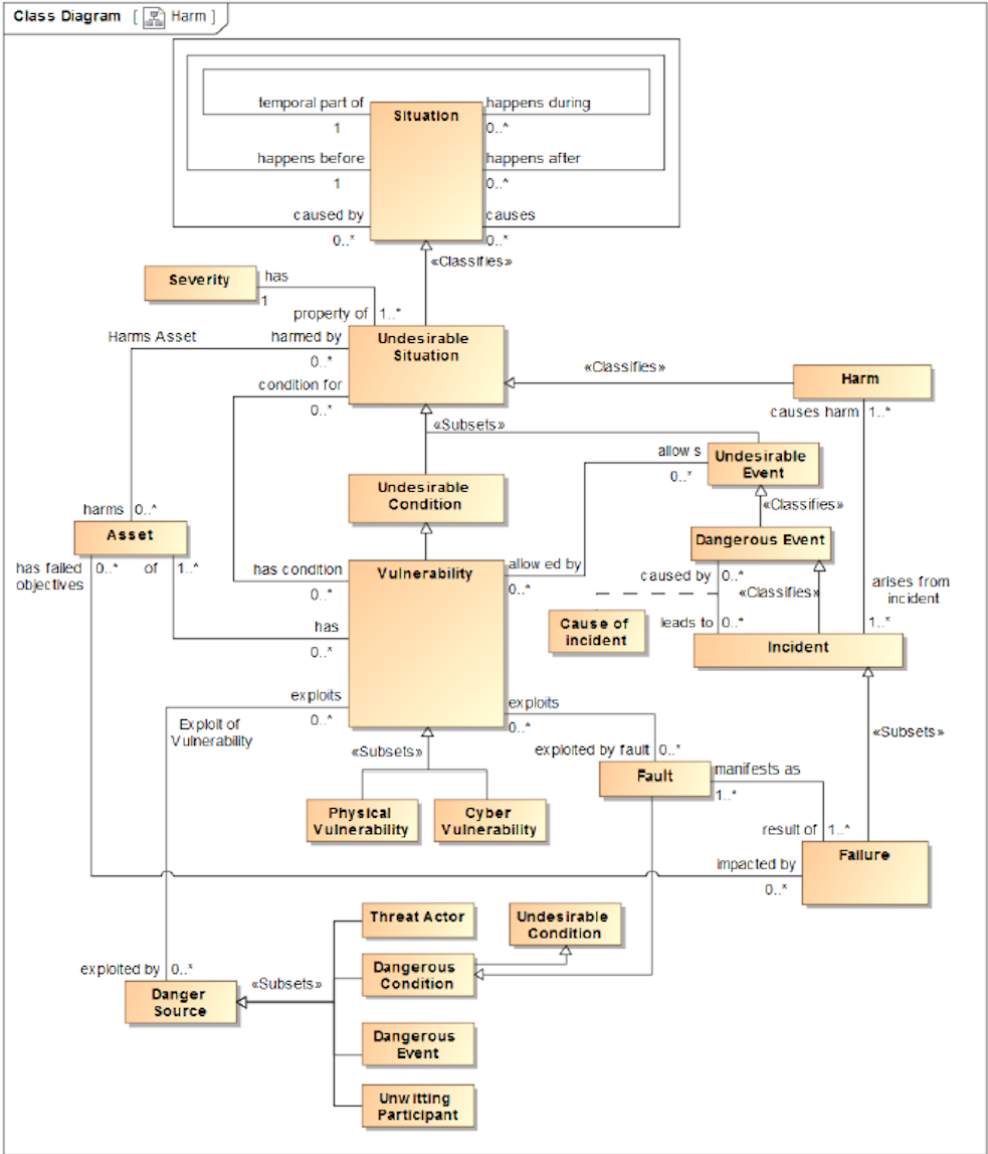 Class Diagram [ Harm ]
temporal part of
happens during
Situation
1
0..*
happens before
happens after
1
0..*
caused by
causes
0..*
0..*
«Classifies»
Severity
has
1
property of
1..*
Harms Asset
harmed by
0..*
Undesirable
Situation
«Classifies»
Harm
condition for
0..*
causes harm
1..*
«Subsets»
allow s
0..*
Undesirable
Event
Undesirable
Condition
«Classifies»
harms
0..*
Asset
Dangerous Event
has failed
objectives
0..*
of
1..*
has condition
0..*
Vulnerability
allow ed by
0..*
caused by
0..*
«Classifies»
arises from
incident
Cause of
incident
leads to
0..*
1..*
has
0..*
Incident
exploits
0..*
exploits
0..*
Exploit of
Vulnerability
«Subsets»
«Subsets»
exploited by fault
0..*
Fault
manifests as
1..*
Physical
Vulnerability
Cyber
Vulnerability
result of
1..*
Failure
impacted by
0..*
Threat Actor
Undesirable
Condition
exploited by
0..*
«Subsets»
Dangerous
Condition
Danger
Source
Dangerous
Event
Unwitting
Participant